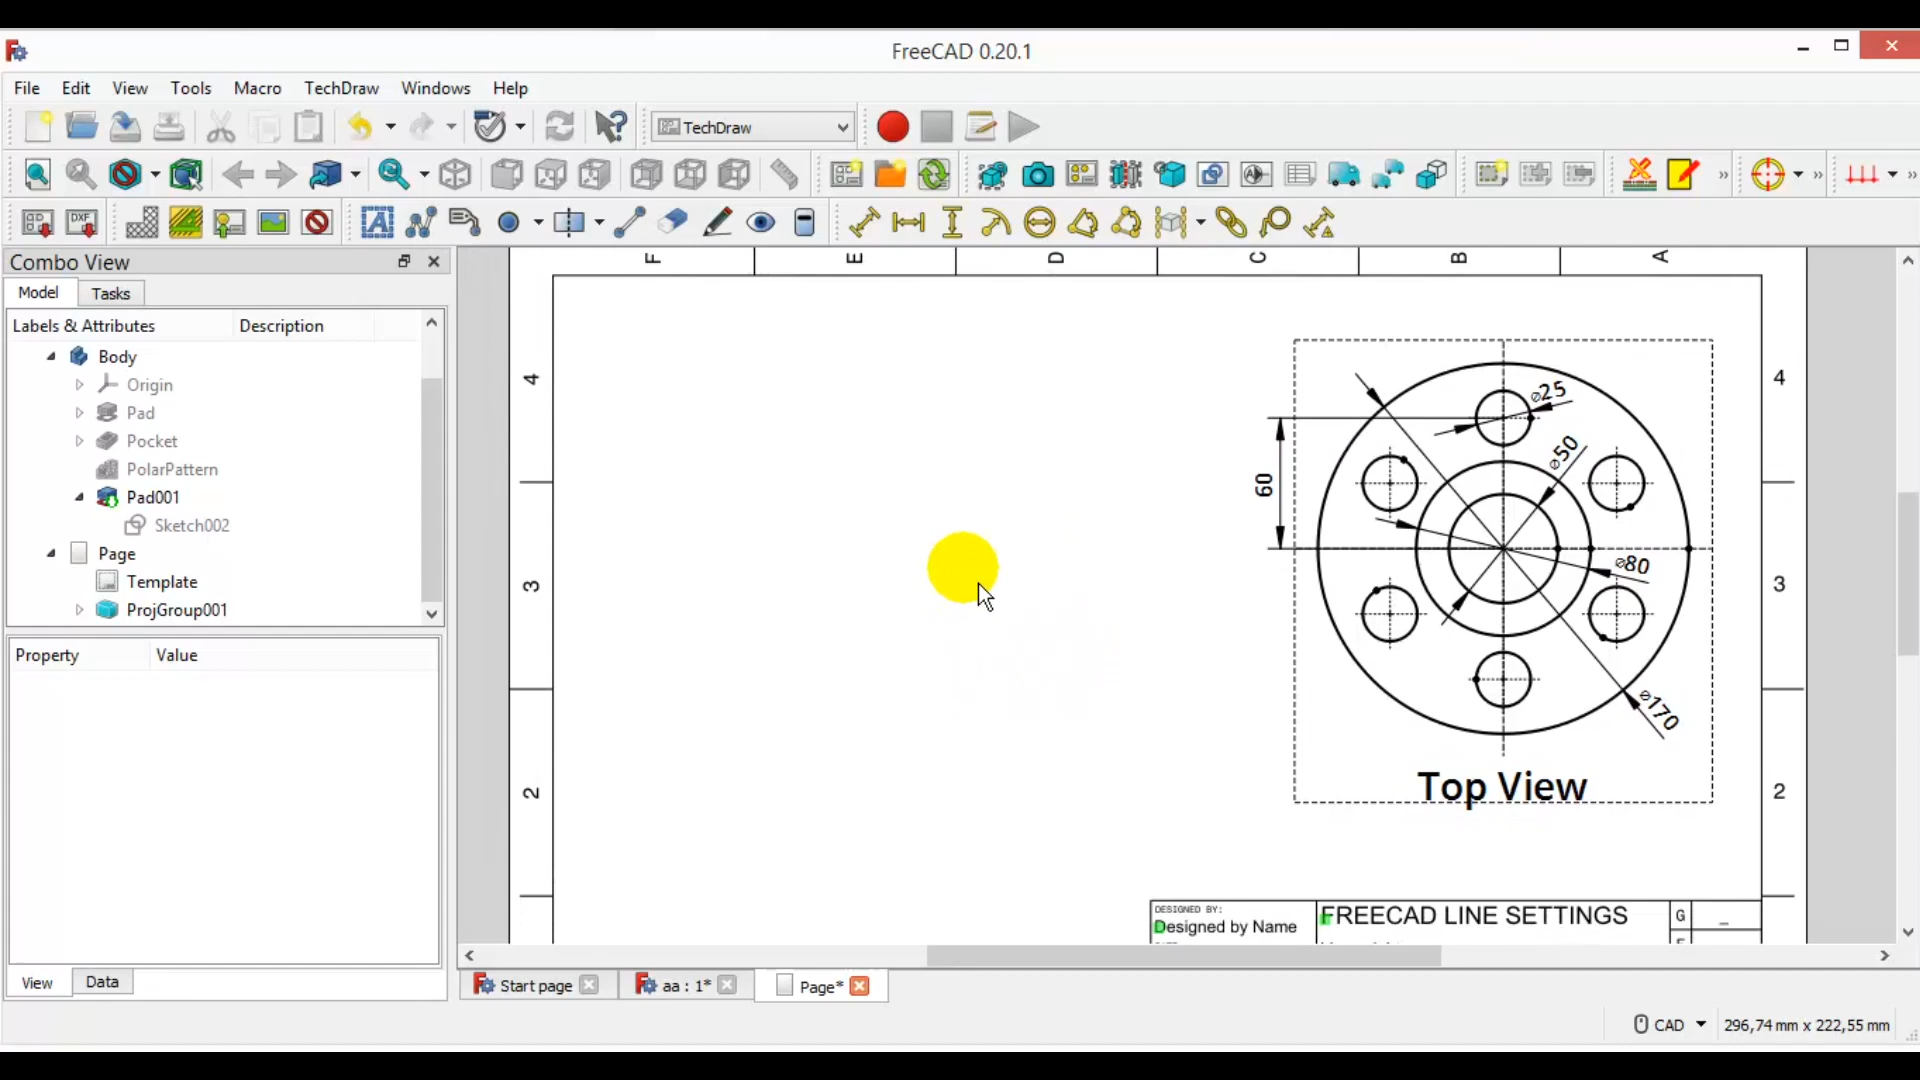 FreeCAD 0.20.1
File Edit View Tools Macro TechDraw Windows Help
TechDraw
DXF
Combo View
Model Tasks
Labels & Attributes Description
Body
Origin
Pad
Pocket
PolarPattern
Pad001
Sketch002
Page
Template
ProjGroup001
Property Value
View Data
F E D C B A
4 4
3 3
2 2
⌀25
⌀50
60
⌀80
⌀170
Top View
DESIGNED BY:
Designed by Name
FREECAD LINE SETTINGS
G _
Start page aa : 1* Page*
CAD 296,74 mm x 222,55 mm